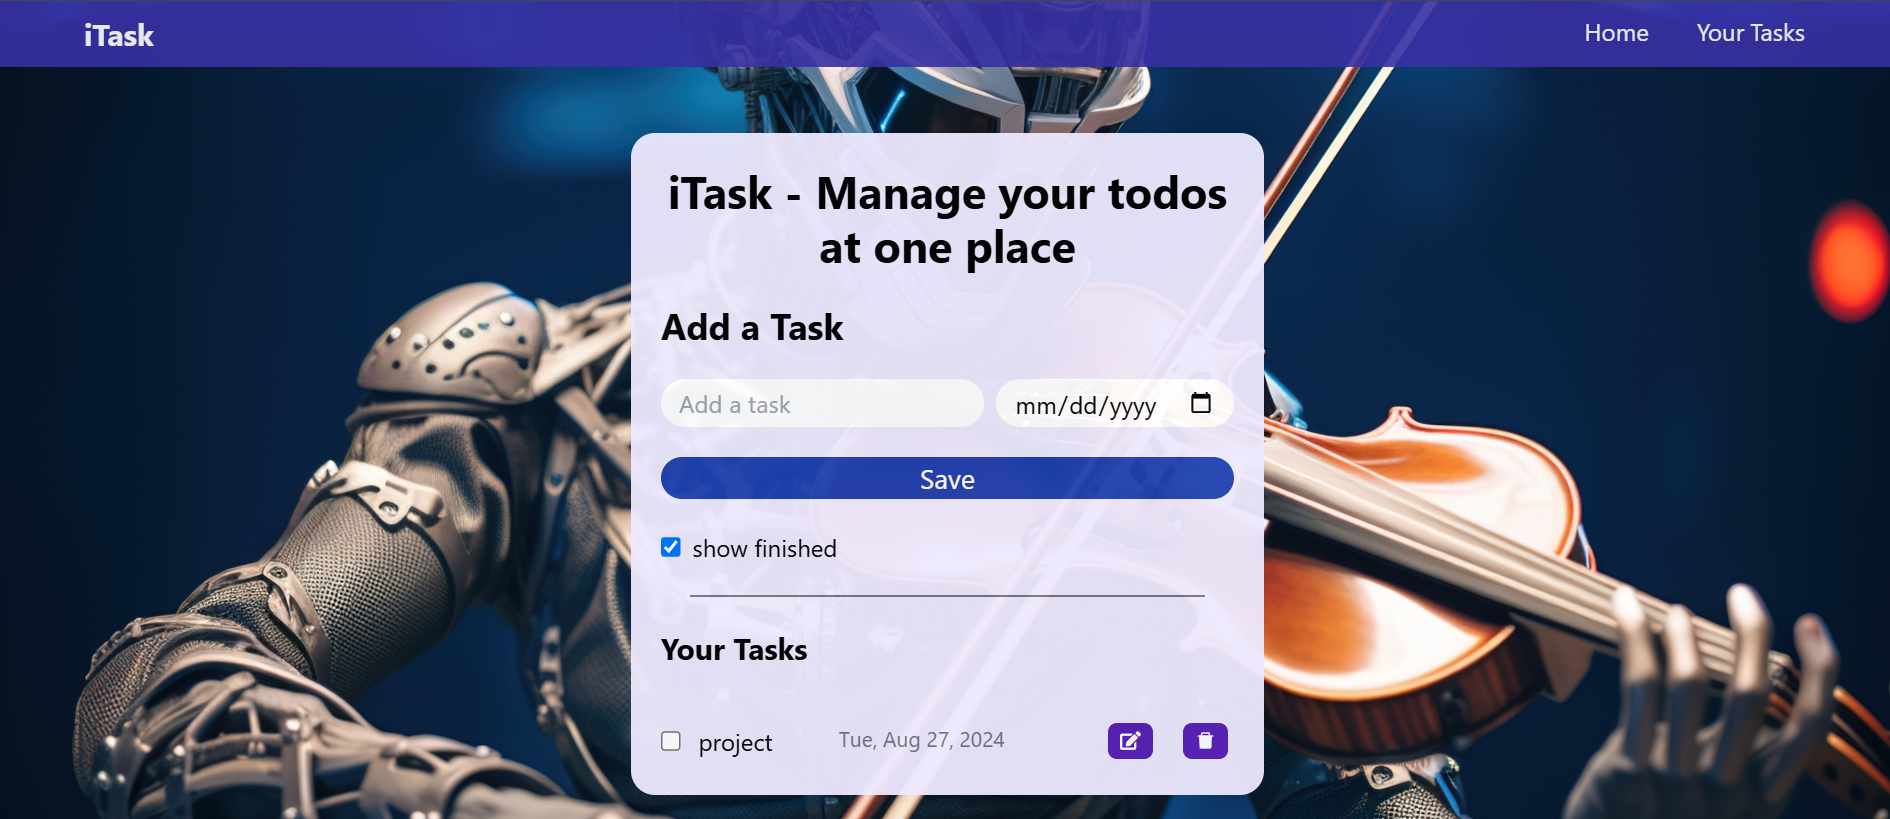 iTask
Home
Your Tasks
iTask - Manage your todos
at one place
Add a Task
Add a task
mm/dd/yyyy
Save
show finished
Your Tasks
project
Tue, Aug 27, 2024